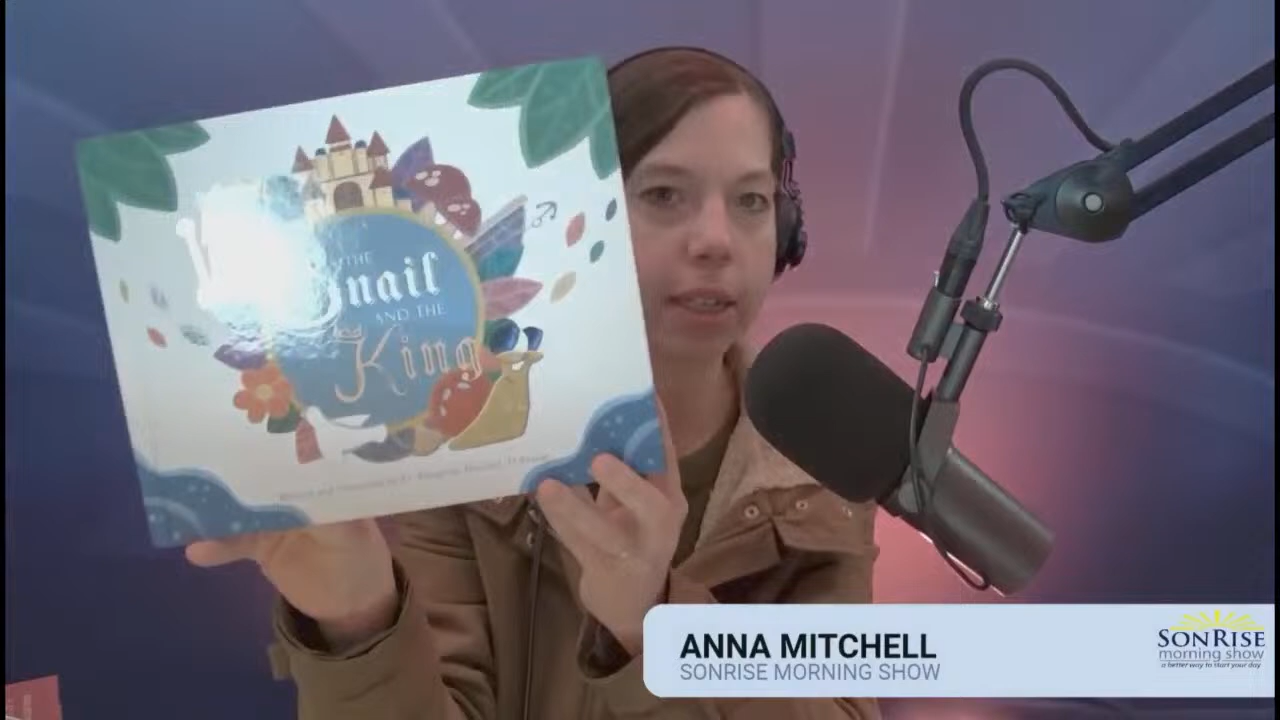 THE
Snail
AND THE
King
ANNA MITCHELL
SONRISE MORNING SHOW
SONRISE
morning show
a better way to start your day